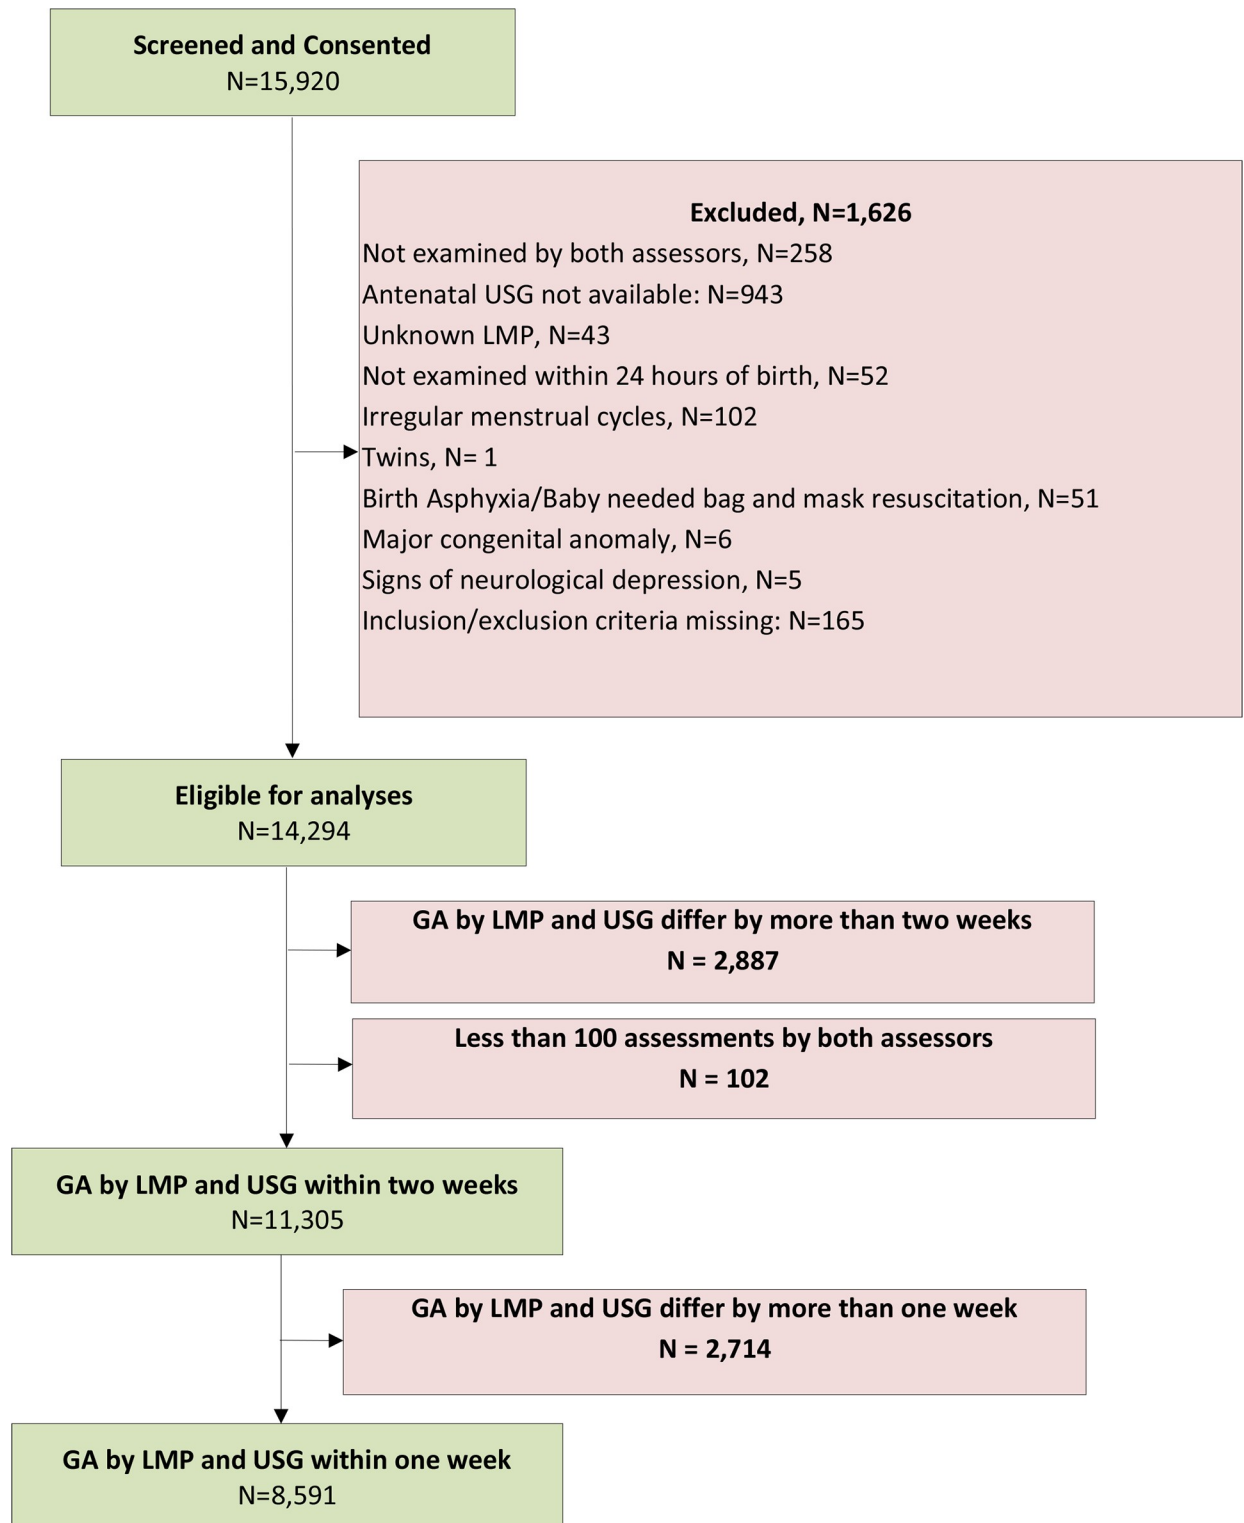 Screened and Consented
N=15,920
Excluded, N=1,626
Not examined by both assessors, N=258
Antenatal USG not available: N=943
Unknown LMP, N=43
Not examined within 24 hours of birth, N=52
Irregular menstrual cycles, N=102
Twins, N= 1
Birth Asphyxia/Baby needed bag and mask resuscitation, N=51
Major congenital anomaly, N=6
Signs of neurological depression, N=5
Inclusion/exclusion criteria missing: N=165
Eligible for analyses
N=14,294
GA by LMP and USG differ by more than two weeks
N = 2,887
Less than 100 assessments by both assessors
N = 102
GA by LMP and USG within two weeks
N=11,305
GA by LMP and USG differ by more than one week
N = 2,714
GA by LMP and USG within one week
N=8,591